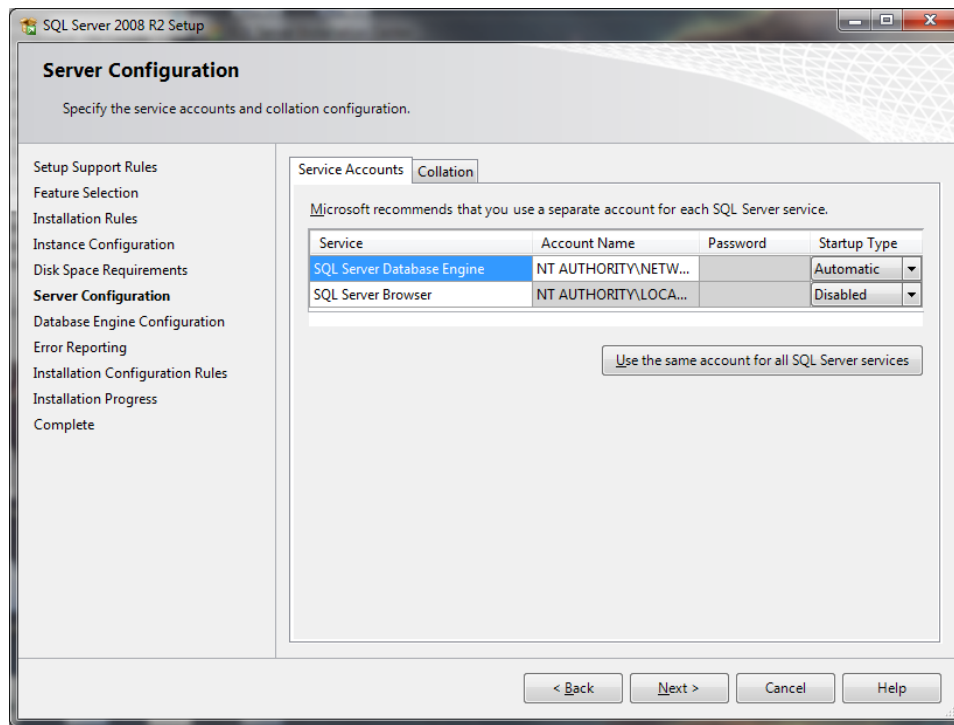 SQL Server 2008 R2 Setup
Server Configuration
Specify the service accounts and collation configuration.
Setup Support Rules
Feature Selection
Installation Rules
Instance Configuration
Disk Space Requirements
Server Configuration
Database Engine Configuration
Error Reporting
Installation Configuration Rules
Installation Progress
Complete
Service Accounts Collation
Microsoft recommends that you use a separate account for each SQL Server service.
Service Account Name Password Startup Type
SQL Server Database Engine NT AUTHORITY\NETW... Automatic
SQL Server Browser NT AUTHORITY\LOCA... Disabled
Use the same account for all SQL Server services
< Back Next > Cancel Help